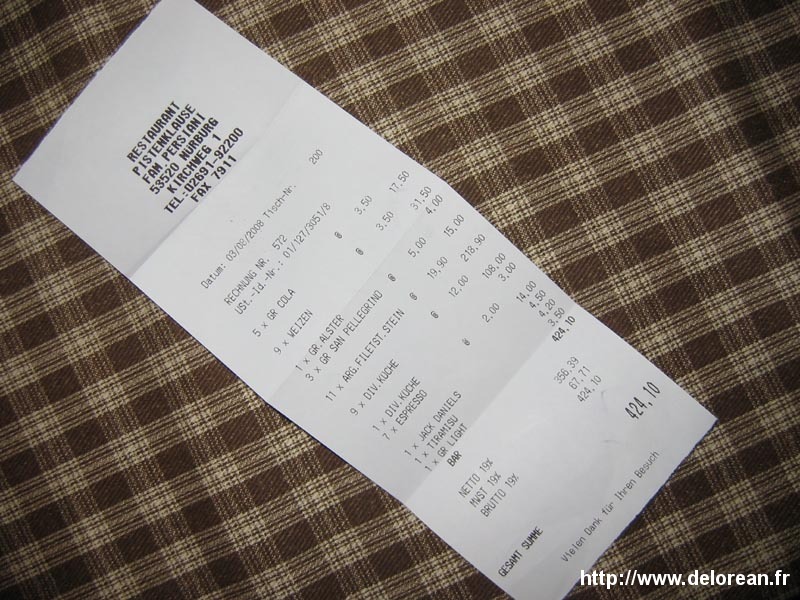 RESTAURANT
PISTENKLAUSE
FAM PERSIANI
53520 NURBURG
KIRCHWEG 1
TEL:02691-92200
FAX 7911
Datum: 03/08/2008 Tisch-Nr. 200
RECHNUNG NR. 572
USt.-Id.-Nr.: 01/127/3051/8
5 x GR COLA @ 3,50 17,50
9 x WEIZEN @ 3,50 31,50
1 x GR.ALSTER 4,00
3 x GR SAN PELLEGRINO @ 5,00 15,00
11 x ARG.FILETST.STEIN @ 19,90 218,90
9 x DIV.KÜCHE @ 12,00 108,00
1 x DIV.KÜCHE 3,00
7 x ESPRESSO @ 2,00 14,00
1 x JACK DANIELS 4,50
1 x TIRAMISU 4,20
1 x GR LIGHT 3,50
BAR 424,10
NETTO 19% 356,39
MWST 19% 67,71
BRUTTO 19% 424,10
GESAMT SUMME 424,10
Vielen Dank für Ihren Besuch
http://www.delorean.fr